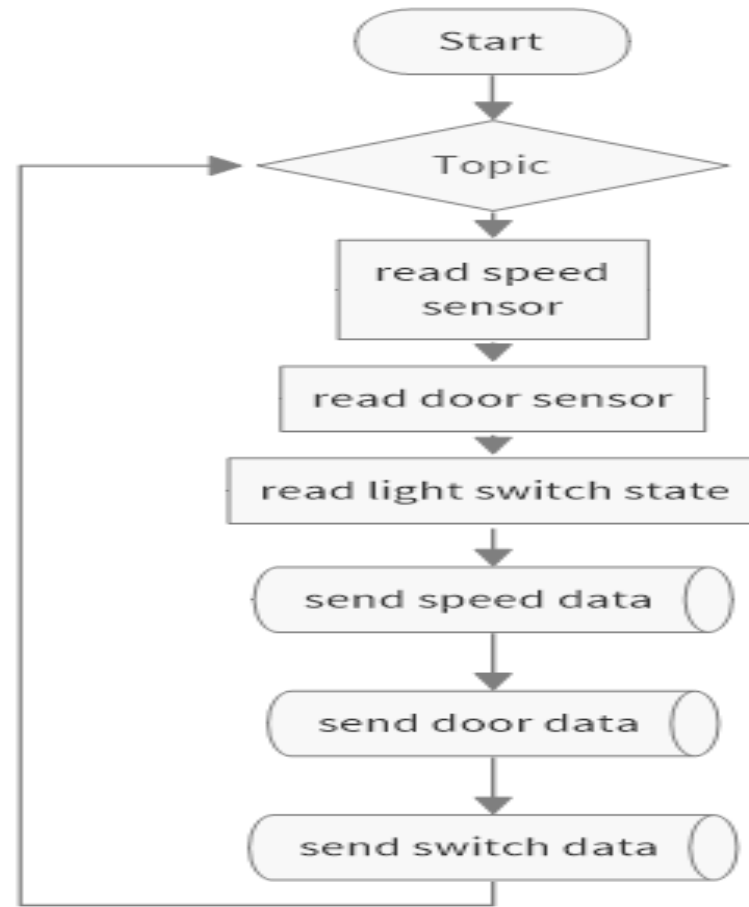 Start
Topic
read speed
sensor
read door sensor
read light switch state
send speed data
send door data
send switch data